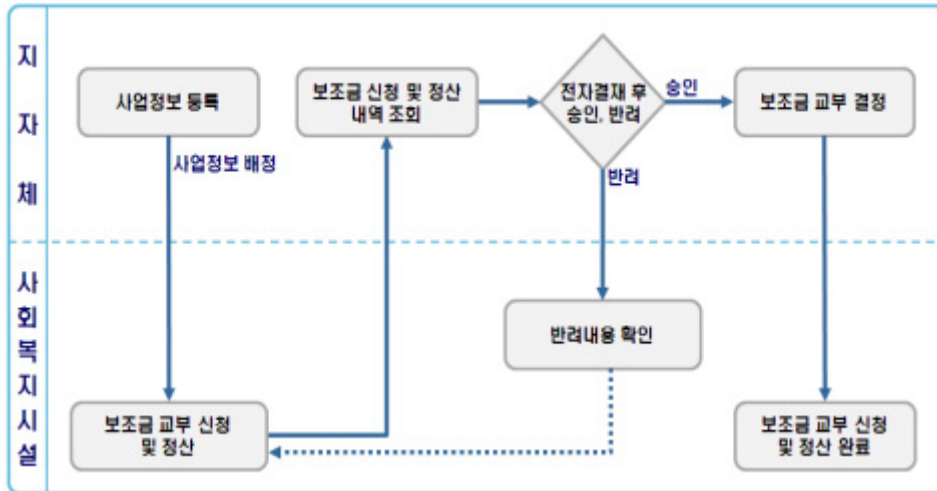 지자체
사업정보 등록
사업정보 배정
보조금 신청 및 정산
내역 조회
전자결재 후
승인, 반려
승인
보조금 교부 결정
반려
사회복지시설
반려내용 확인
보조금 교부 신청
및 정산
보조금 교부 신청
및 정산 완료